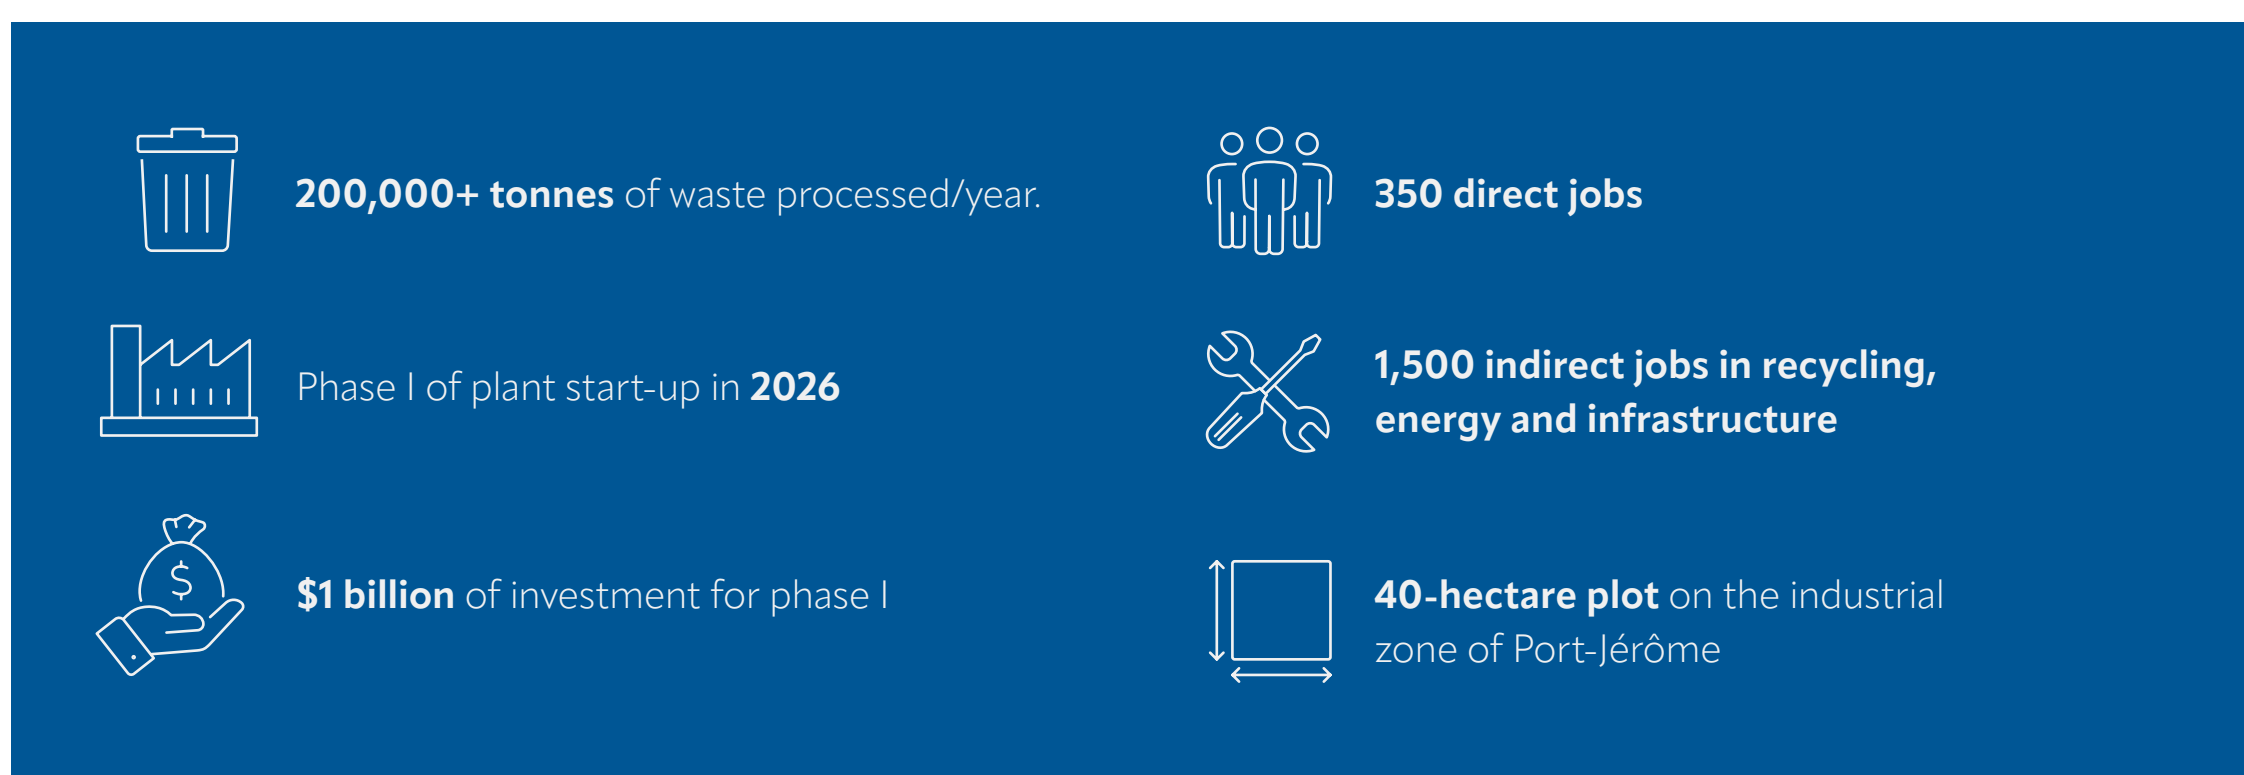 200,000+ tonnes of waste processed/year.
Phase I of plant start-up in 2026
$
$1 billion of investment for phase I
350 direct jobs
1,500 indirect jobs in recycling,
energy and infrastructure
40-hectare plot on the industrial
zone of Port-Jérôme